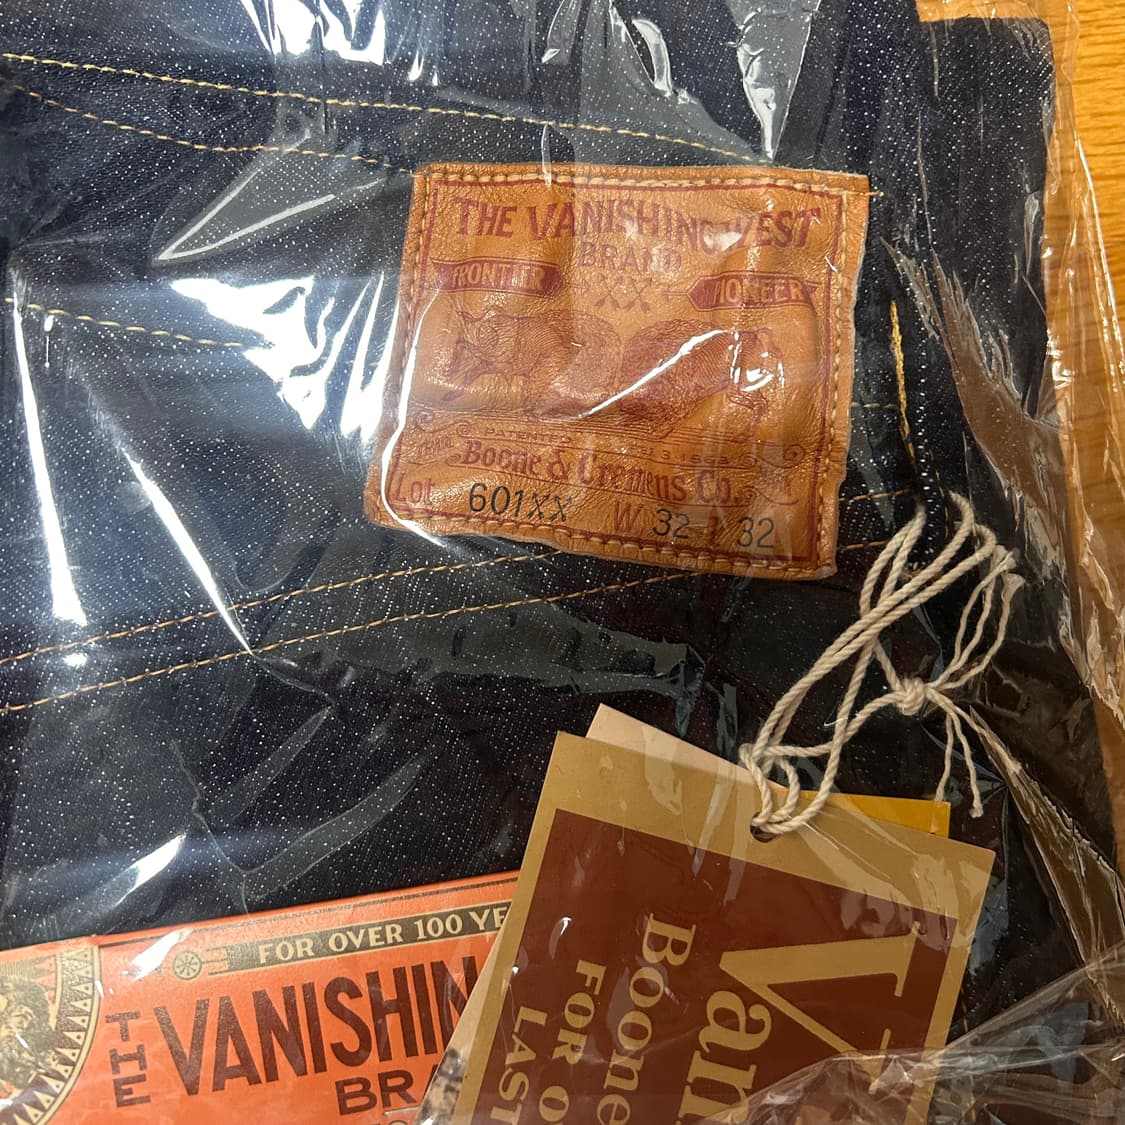 THE VANISHING WEST
BRAND
FRONTIER XX PIONEER
PATENTED
Boone & Cremens Co.
Lot 601XX W 32 32
FOR OVER 100 YE
THE VANISHIN
BRA
Van
Boone
FOR O
LAST